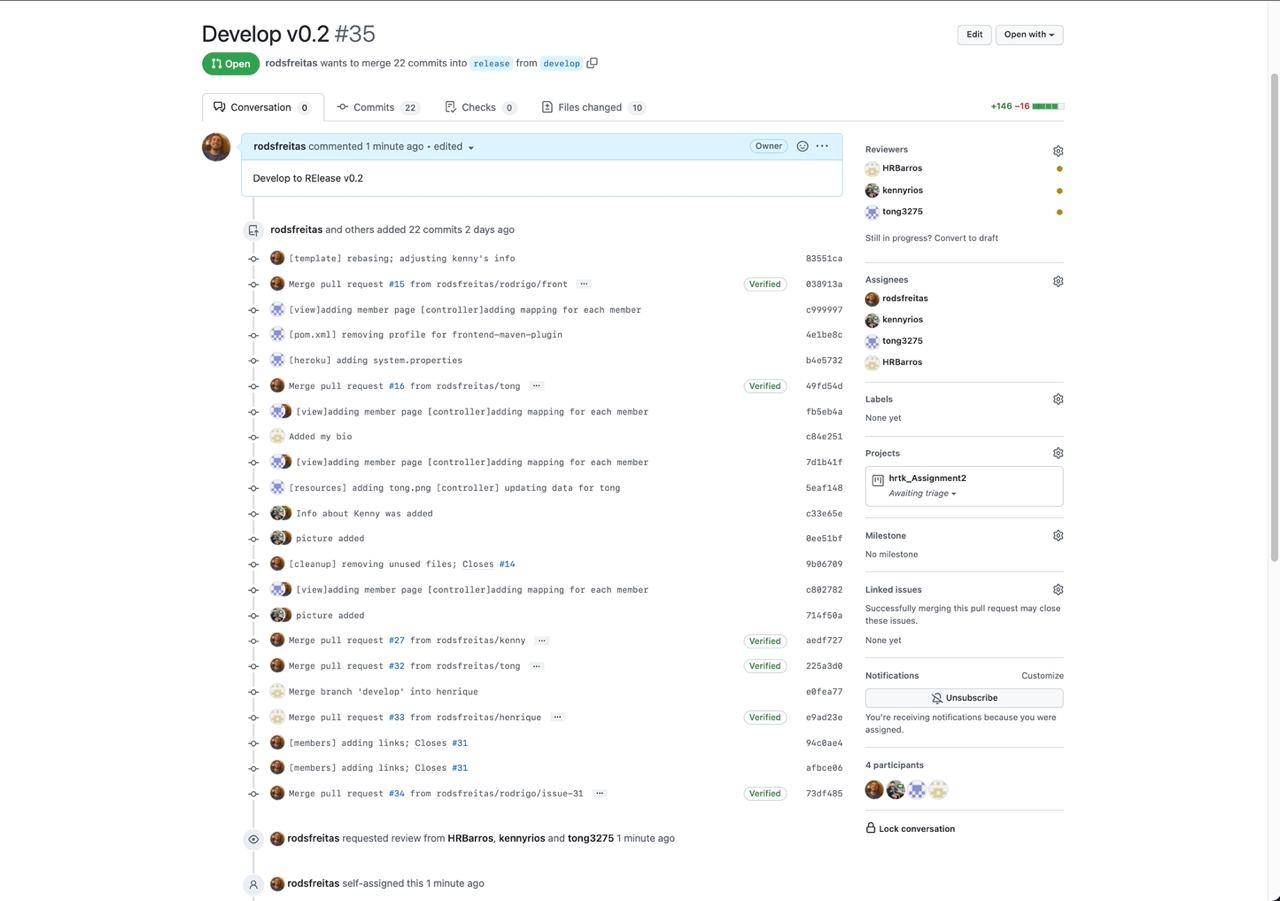 Develop v0.2 #35
Edit
Open with
Open
rodsfreitas wants to merge 22 commits into release from develop
Conversation 0
Commits 22
Checks 0
Files changed 10
+146 −16
rodsfreitas commented 1 minute ago • edited
Owner
Develop to RElease v0.2
rodsfreitas and others added 22 commits 2 days ago
[template] rebasing; adjusting kenny's info 83551ca
Merge pull request #15 from rodsfreitas/rodrigo/front ... Verified 038913a
[view]adding member page [controller]adding mapping for each member c999997
[pom.xml] removing profile for frontend-maven-plugin 4e1be8c
[heroku] adding system.properties b4e5732
Merge pull request #16 from rodsfreitas/tong ... Verified 49fd54d
[view]adding member page [controller]adding mapping for each member fb5eb4a
Added my bio c84e251
[view]adding member page [controller]adding mapping for each member 7d1b41f
[resources] adding tong.png [controller] updating data for tong 5eaf148
Info about Kenny was added c33e65e
picture added 0ee51bf
[cleanup] removing unused files; Closes #14 9b06709
[view]adding member page [controller]adding mapping for each member c802782
picture added 714f50a
Merge pull request #27 from rodsfreitas/kenny ... Verified aedf727
Merge pull request #32 from rodsfreitas/tong ... Verified 225a3d0
Merge branch 'develop' into henrique e0fea77
Merge pull request #33 from rodsfreitas/henrique ... Verified e9ad23e
[members] adding links; Closes #31 94c0ae4
[members] adding links; Closes #31 afbce06
Merge pull request #34 from rodsfreitas/rodrigo/issue-31 ... Verified 73df485
rodsfreitas requested review from HRBarros, kennyrios and tong3275 1 minute ago
rodsfreitas self-assigned this 1 minute ago
Reviewers
HRBarros
kennyrios
tong3275
Still in progress? Convert to draft
Assignees
rodsfreitas
kennyrios
tong3275
HRBarros
Labels
None yet
Projects
hrtk_Assignment2
Awaiting triage
Milestone
No milestone
Linked issues
Successfully merging this pull request may close
these issues.
None yet
Notifications Customize
Unsubscribe
You're receiving notifications because you were
assigned.
4 participants
Lock conversation